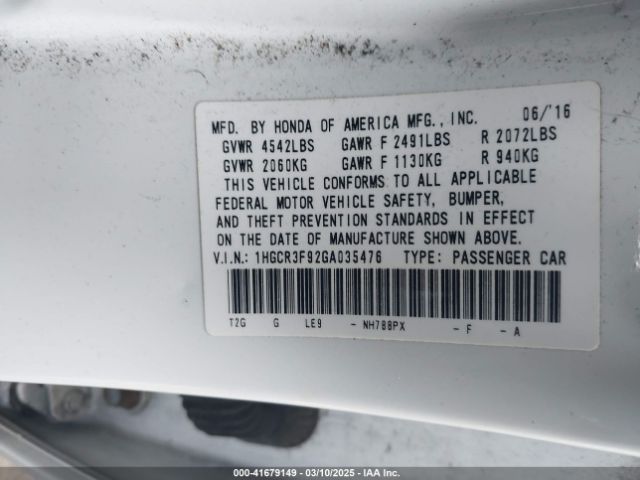 MFD. BY HONDA OF AMERICA MFG., INC. 06/'16
GVWR 4542LBS GAWR F 2491LBS R 2072LBS
GVWR 2060KG GAWR F 1130KG R 940KG
THIS VEHICLE CONFORMS TO ALL APPLICABLE
FEDERAL MOTOR VEHICLE SAFETY, BUMPER,
AND THEFT PREVENTION STANDARDS IN EFFECT
ON THE DATE OF MANUFACTURE SHOWN ABOVE.
V.I.N.: 1HGCR3F92GA035476 TYPE: PASSENGER CAR
T2G G LE9 - NH788PX - F - A
000-41679149 - 03/10/2025 - IAA Inc.